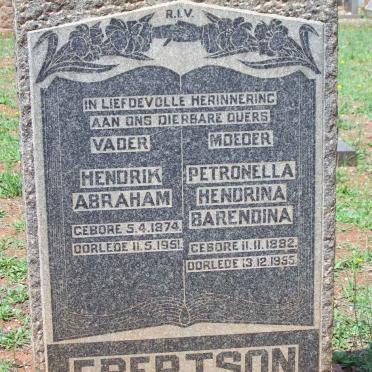 R.I.V.
IN LIEFDEVOLLE HERINNERING
AAN ONS DIERBARE OUERS
VADER
HENDRIK
ABRAHAM
GEBORE 5.4.1874.
OORLEDE 11.5.1951.
MOEDER
PETRONELLA
HENDRINA
BARENDINA
GEBORE 11.11.1882.
OORLEDE 13.12.1955.
EBERTSON